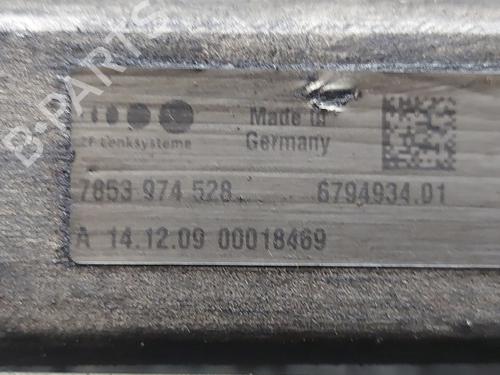 B-PARTS
Made in
Germany
ZF Lenksysteme
7853 974 528
6794934.01
A 14.12.09 00018469